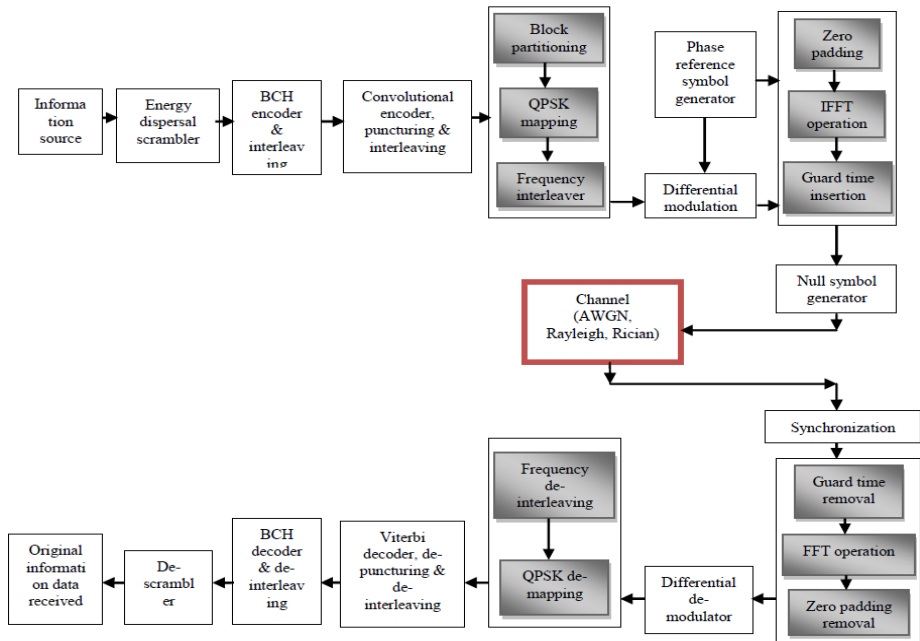 Informa
tion
source
Energy
dispersal
scrambler
BCH
encoder
&
interleav
ing
Convolutional
encoder,
puncturing &
interleaving
Block
partitioning
QPSK
mapping
Frequency
interleaver
Phase
reference
symbol
generator
Differential
modulation
Zero
padding
IFFT
operation
Guard time
insertion
Null symbol
generator
Channel
(AWGN,
Rayleigh, Rician)
Synchronization
Guard time
removal
FFT operation
Zero padding
removal
Differential
de-
modulator
Frequency
de-
interleaving
QPSK de-
mapping
Viterbi
decoder, de-
puncturing &
de-
interleaving
BCH
decoder
& de-
interleav
ing
De-
scrambl
er
Original
informati
on data
received